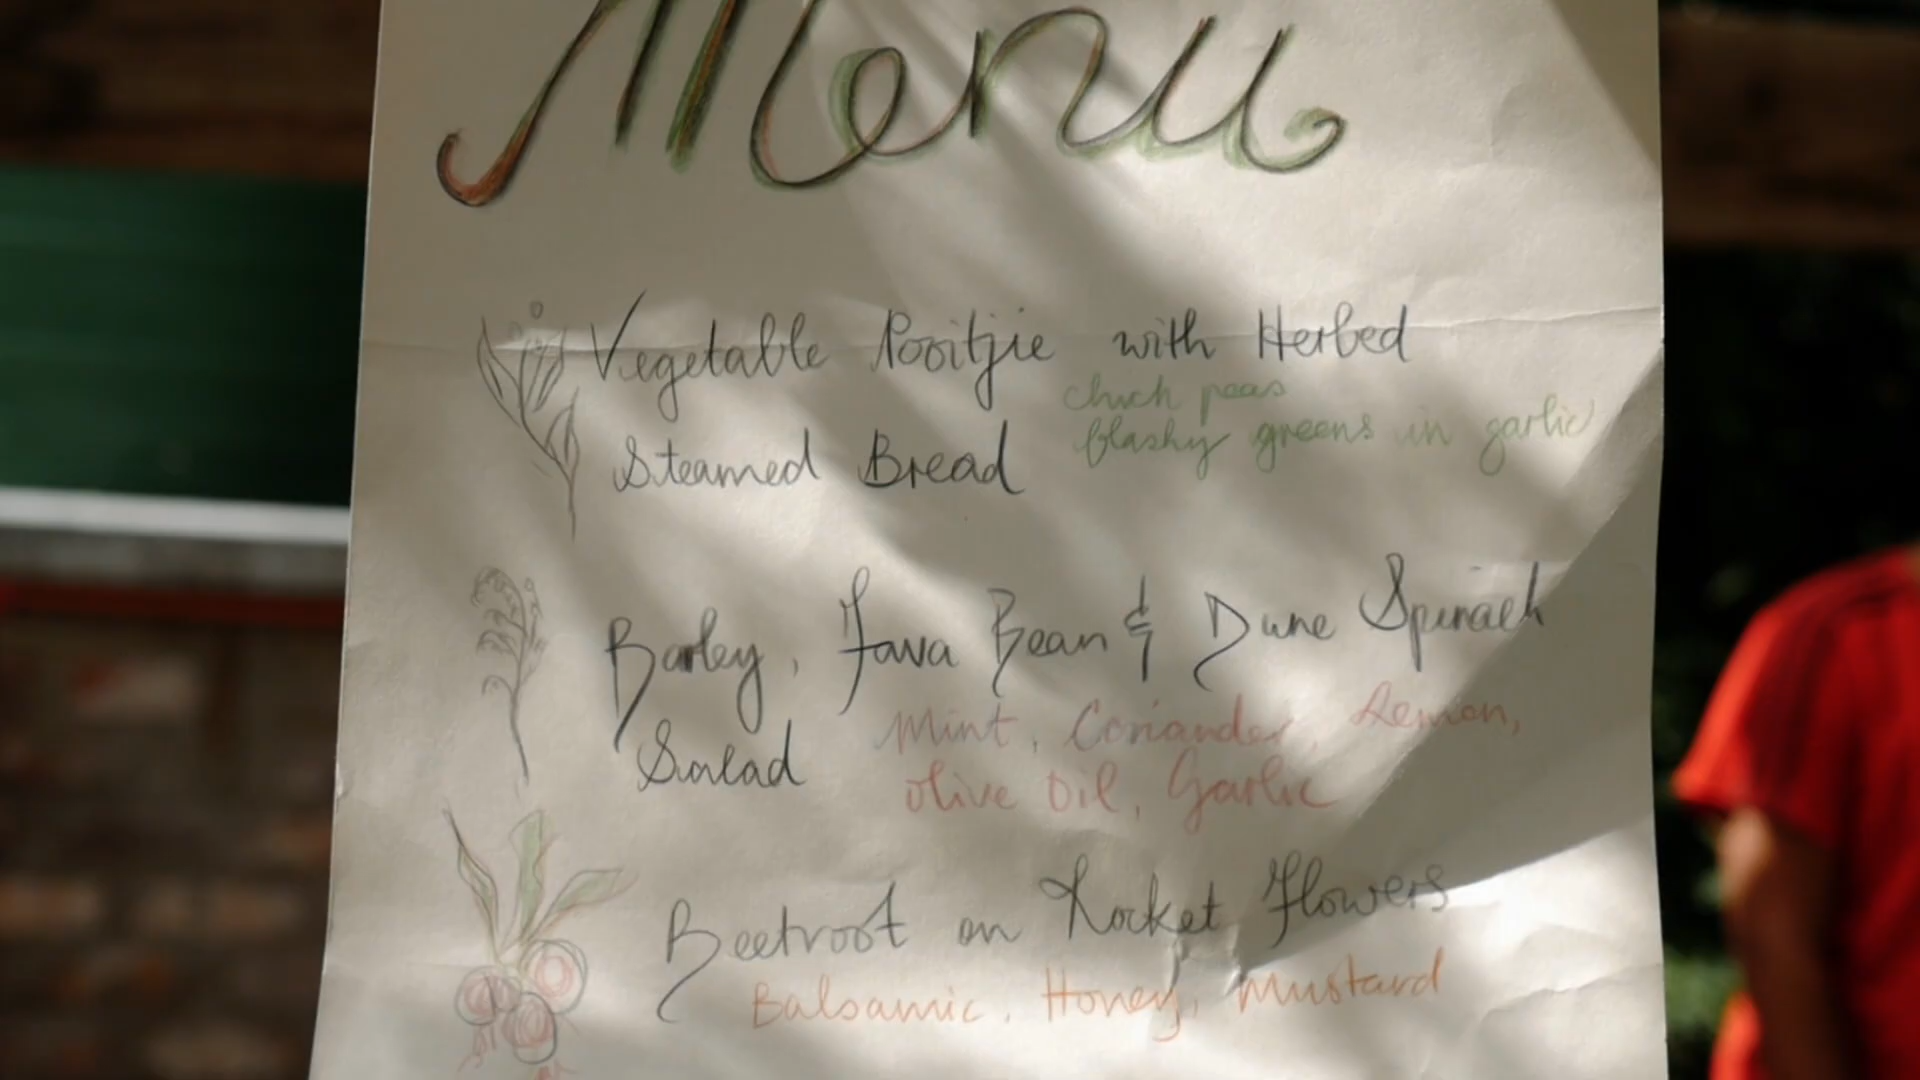 Menu
Vegetable Pooitjie with Herbed
chick peas
Steamed Bread
flashy greens in garlic
Barley, Fava Bean & Dune Spinach
Salad
Mint, Coriander, Lemon,
Olive Oil, Garlic
Beetroot on Rocket Flowers
Balsamic, Honey, Mustard